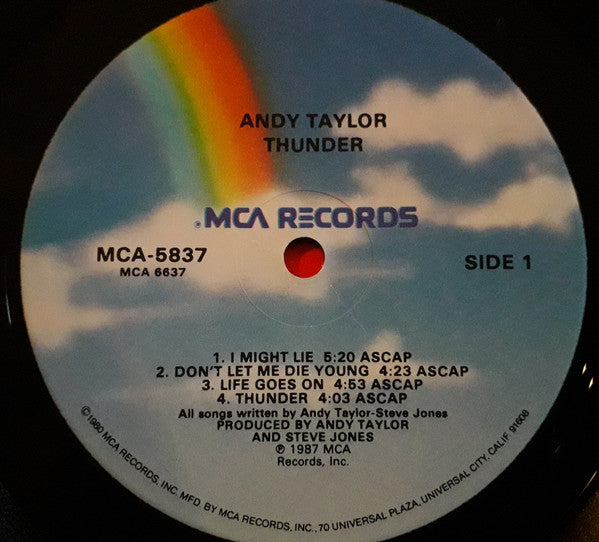 ANDY TAYLOR
THUNDER
MCA RECORDS
MCA-5837
MCA 6637
SIDE 1
1. I MIGHT LIE 5:20 ASCAP
2. DON'T LET ME DIE YOUNG 4:23 ASCAP
3. LIFE GOES ON 4:53 ASCAP
4. THUNDER 4:03 ASCAP
All songs written by Andy Taylor-Steve Jones
PRODUCED BY ANDY TAYLOR
AND STEVE JONES
℗ 1987 MCA
Records, Inc.
©1980 MCA RECORDS, INC. MFD. BY MCA RECORDS, INC., 70 UNIVERSAL PLAZA, UNIVERSAL CITY, CALIF. 91608